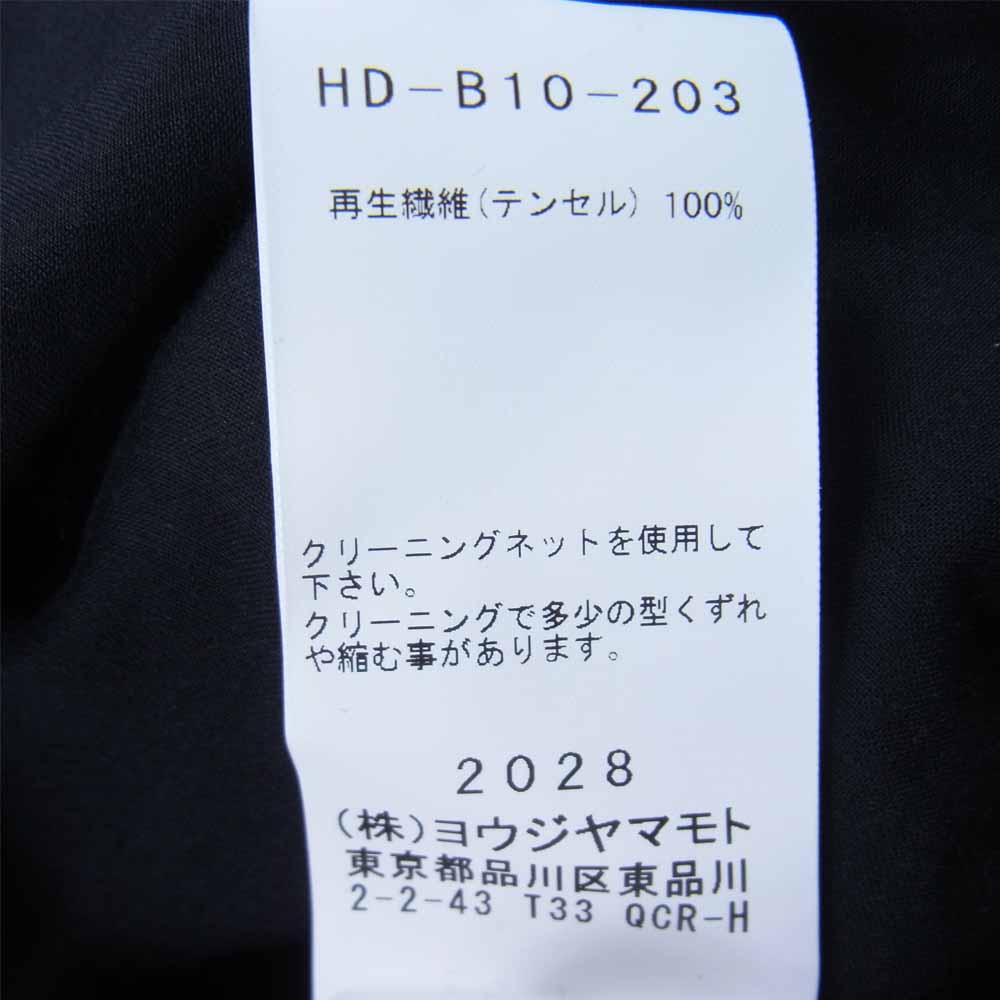 HD-B10-203
再生繊維(テンセル) 100%
クリーニングネットを使用して
下さい。
クリーニングで多少の型くずれ
や縮む事があります。
2028
(株)ヨウジヤマモト
東京都品川区東品川
2-2-43 T33 QCR-H